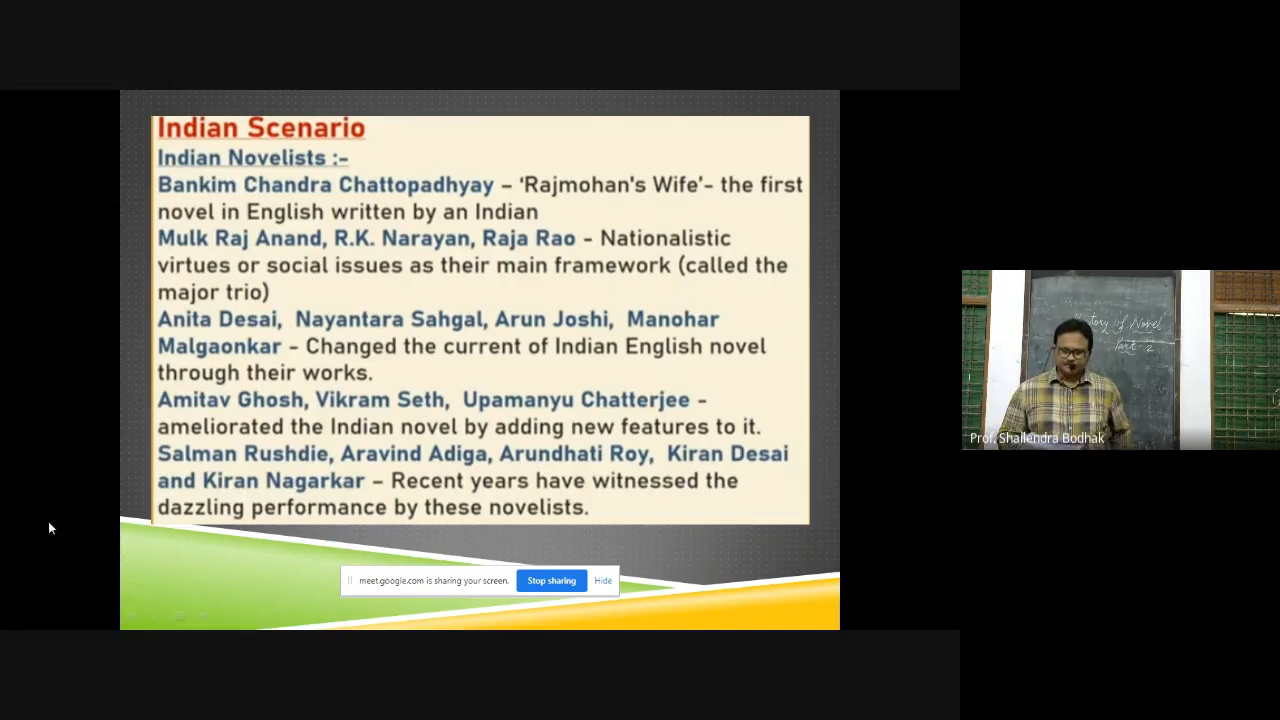 Indian Scenario
Indian Novelists :-
Bankim Chandra Chattopadhyay – ‘Rajmohan's Wife’- the first
novel in English written by an Indian
Mulk Raj Anand, R.K. Narayan, Raja Rao - Nationalistic
virtues or social issues as their main framework (called the
major trio)
Anita Desai, Nayantara Sahgal, Arun Joshi, Manohar
Malgaonkar - Changed the current of Indian English novel
through their works.
Amitav Ghosh, Vikram Seth, Upamanyu Chatterjee -
ameliorated the Indian novel by adding new features to it.
Salman Rushdie, Aravind Adiga, Arundhati Roy, Kiran Desai
and Kiran Nagarkar – Recent years have witnessed the
dazzling performance by these novelists.
meet.google.com is sharing your screen. Stop sharing Hide
History of Novel
Part - 2
Prof. Shailendra Bodhak